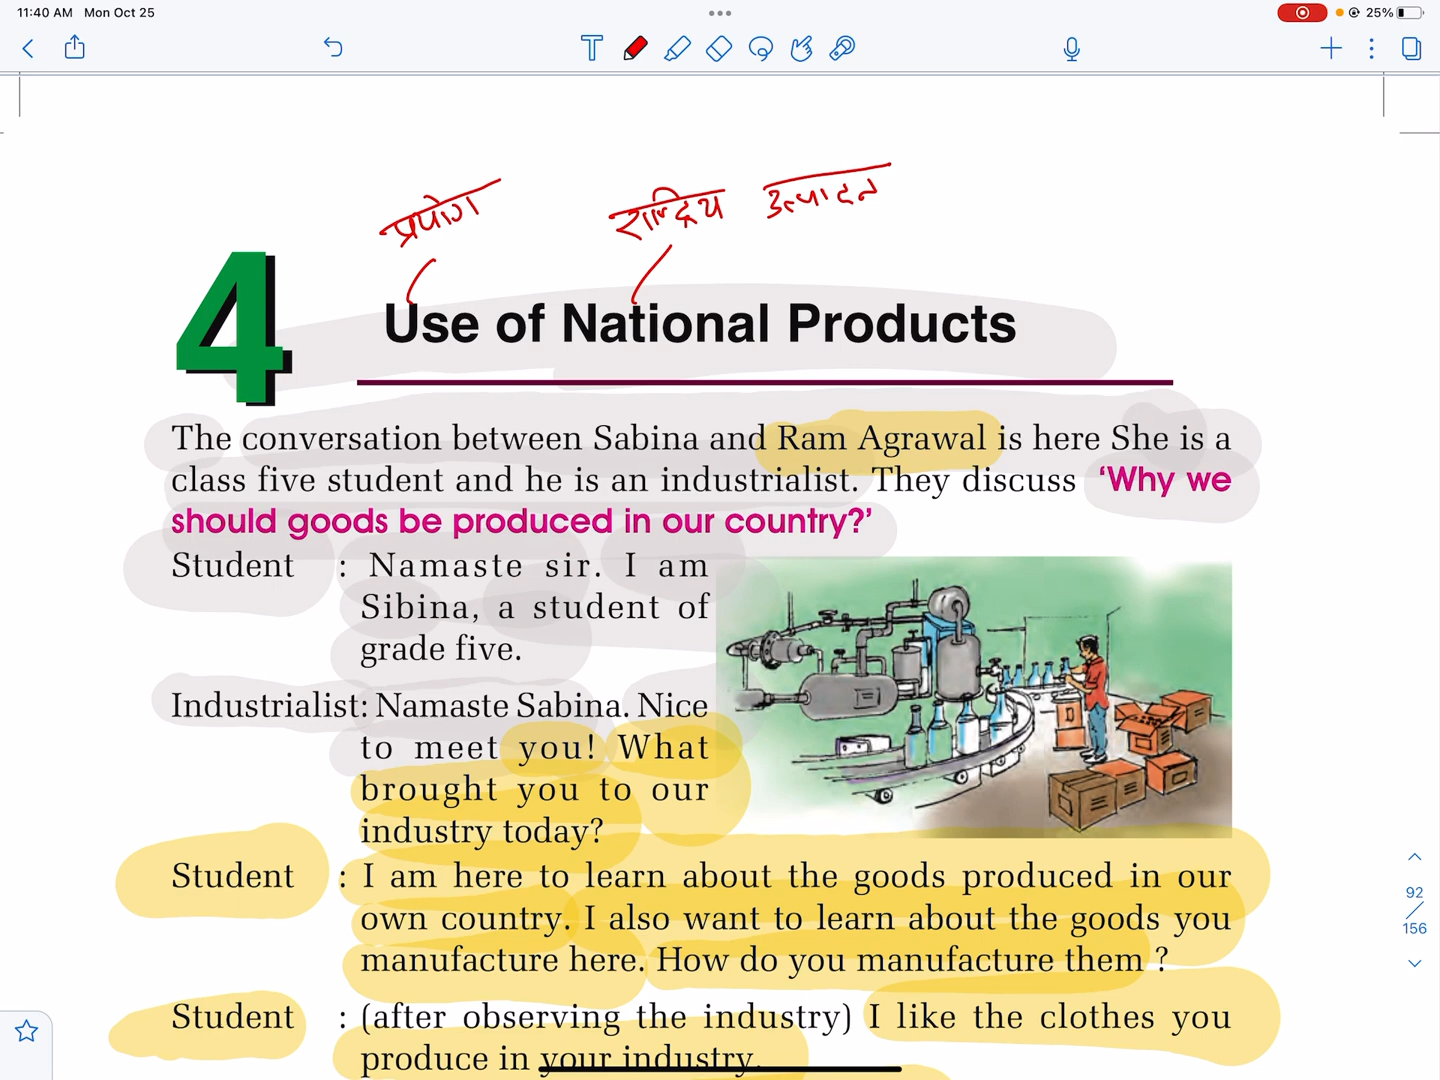 11:40 AM Mon Oct 25
25%
प्रयोग राष्ट्रिय उत्पादन
4
Use of National Products
The conversation between Sabina and Ram Agrawal is here She is a
class five student and he is an industrialist. They discuss ‘Why we
should goods be produced in our country?’
Student : Namaste sir. I am
Sibina, a student of
grade five.
Industrialist: Namaste Sabina. Nice
to meet you! What
brought you to our
industry today?
Student : I am here to learn about the goods produced in our
own country. I also want to learn about the goods you
manufacture here. How do you manufacture them ?
Student : (after observing the industry) I like the clothes you
produce in your industry.
92
156